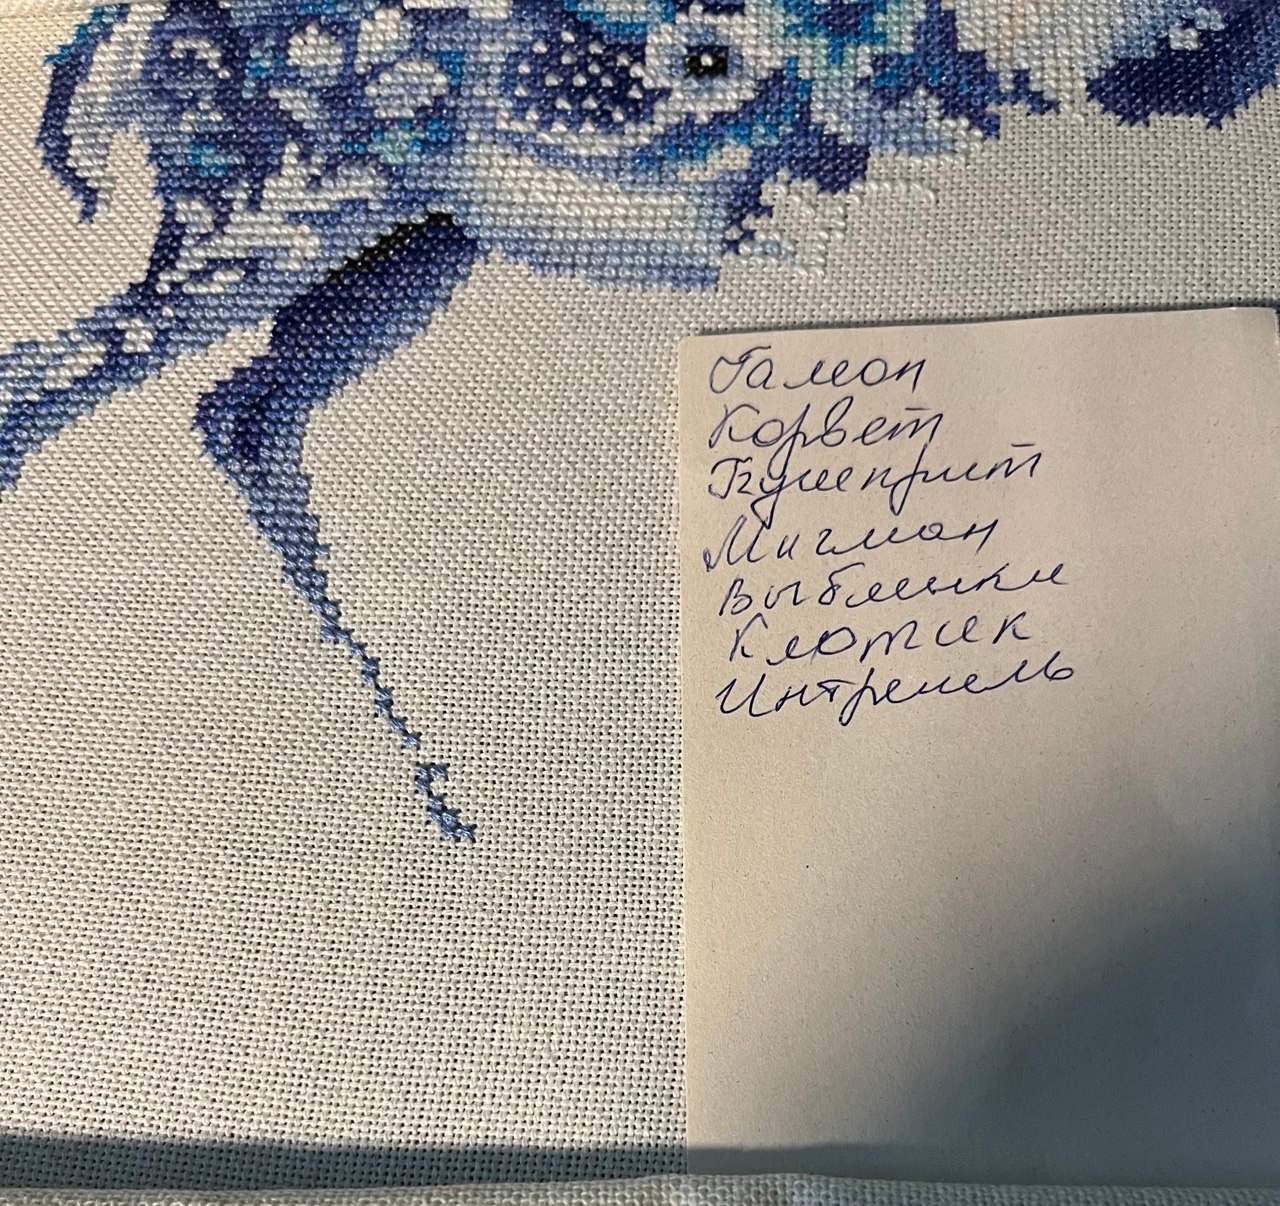 Галеон
Корвет
Бушприт
Мичман
Выбленки
Клотик
Интрепель